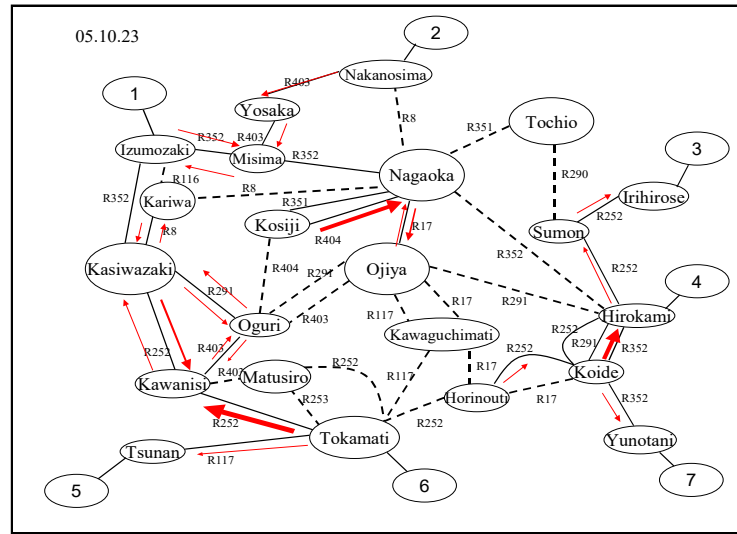 05.10.23
2
R403
Nakanosima
1
Yosaka
R8
Tochio
R352
R403
R351
Izumozaki
Misima
R352
3
Nagaoka
R116
R290
R8
Irihirose
R352
Kariwa
R351
R252
Kosiji
R404
R17
Sumon
R8
R352
Kasiwazaki
R404
R291
Ojiya
R252
4
R291
R291
R403
R117
R17
Hirokami
Oguri
R252
R291
R352
Kawaguchimati
R252
R403
R252
R252
R17
Koide
R403
Matusiro
R117
Kawanisi
R253
Horinouti
R17
R352
R252
R252
Tokamati
Yunotani
Tsunan
R117
7
5
6